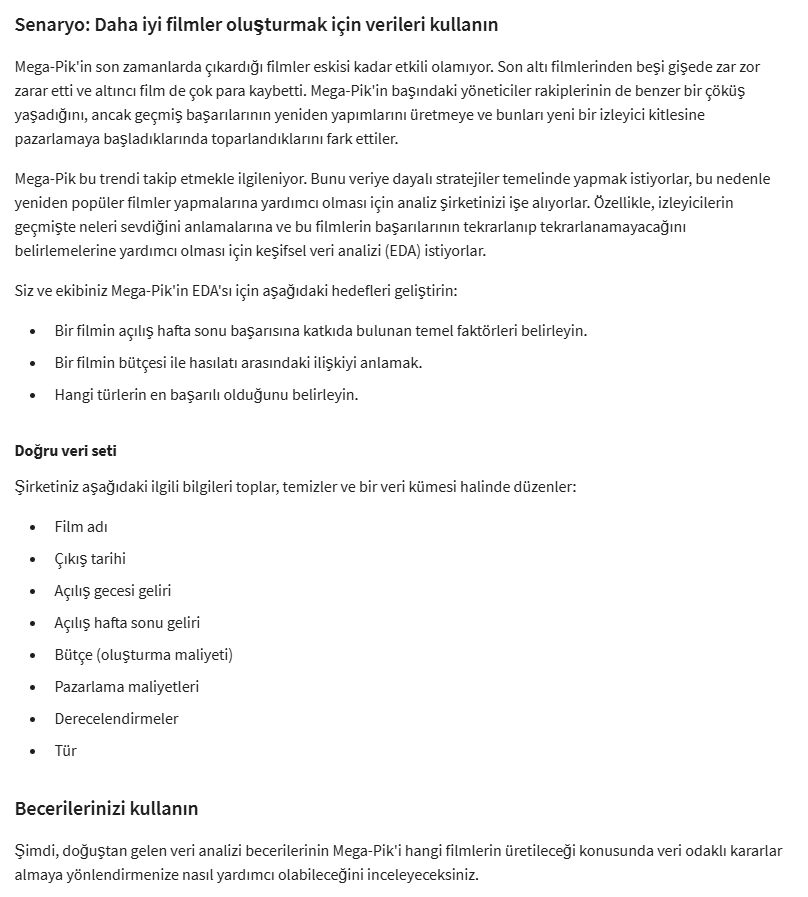 Senaryo: Daha iyi filmler oluşturmak için verileri kullanın
Mega-Pik'in son zamanlarda çıkardığı filmler eskisi kadar etkili olamıyor. Son altı filmlerinden beşi gişede zar zor
zarar etti ve altıncı film de çok para kaybetti. Mega-Pik'in başındaki yöneticiler rakiplerinin de benzer bir çöküş
yaşadığını, ancak geçmiş başarılarının yeniden yapımlarını üretmeye ve bunları yeni bir izleyici kitlesine
pazarlamaya başladıklarında toparlandıklarını fark ettiler.
Mega-Pik bu trendi takip etmekle ilgileniyor. Bunu veriye dayalı stratejiler temelinde yapmak istiyorlar, bu nedenle
yeniden popüler filmler yapmalarına yardımcı olması için analiz şirketinizi işe alıyorlar. Özellikle, izleyicilerin
geçmişte neleri sevdiğini anlamalarına ve bu filmlerin başarılarının tekrarlanıp tekrarlanamayacağını
belirlemelerine yardımcı olması için keşifsel veri analizi (EDA) istiyorlar.
Siz ve ekibiniz Mega-Pik'in EDA'sı için aşağıdaki hedefleri geliştirin:
• Bir filmin açılış hafta sonu başarısına katkıda bulunan temel faktörleri belirleyin.
• Bir filmin bütçesi ile hasılatı arasındaki ilişkiyi anlamak.
• Hangi türlerin en başarılı olduğunu belirleyin.
Doğru veri seti
Şirketiniz aşağıdaki ilgili bilgileri toplar, temizler ve bir veri kümesi halinde düzenler:
• Film adı
• Çıkış tarihi
• Açılış gecesi geliri
• Açılış hafta sonu geliri
• Bütçe (oluşturma maliyeti)
• Pazarlama maliyetleri
• Derecelendirmeler
• Tür
Becerilerinizi kullanın
Şimdi, doğuştan gelen veri analizi becerilerinin Mega-Pik'i hangi filmlerin üretileceği konusunda veri odaklı kararlar
almaya yönlendirmenize nasıl yardımcı olabileceğini inceleyeceksiniz.